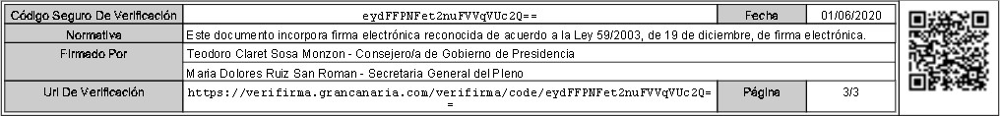 Código Seguro De Verificación eydFFPNFet2nuFVVqVUc2Q== Fecha 01/06/2020
Normativa Este documento incorpora firma electrónica reconocida de acuerdo a la Ley 59/2003, de 19 de diciembre, de firma electrónica.
Firmado Por Teodoro Claret Sosa Monzon - Consejero/a de Gobierno de Presidencia
Maria Dolores Ruiz San Roman - Secretaria General del Pleno
Url De Verificación https://verifirma.grancanaria.com/verifirma/code/eydFFPNFet2nuFVVqVUc2Q= Página 3/3
=